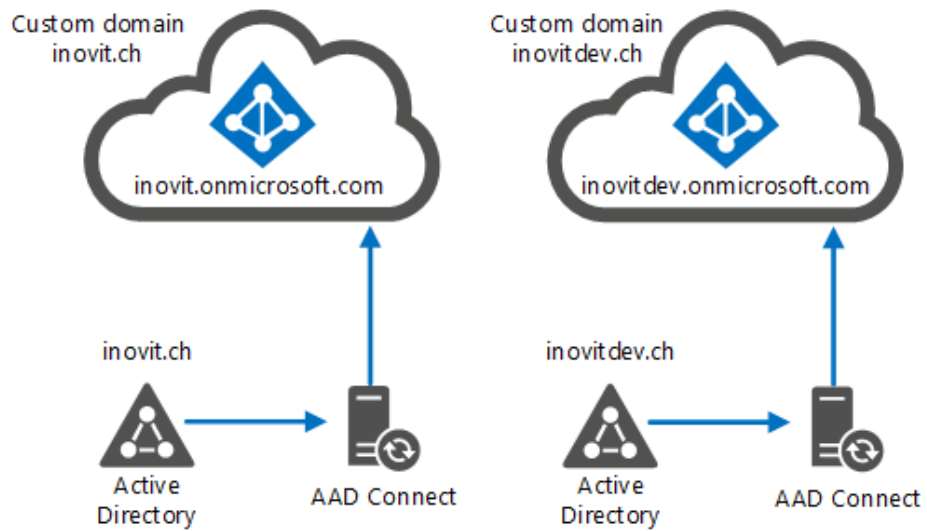 Custom domain
inovit.ch
inovit.onmicrosoft.com
inovit.ch
Active
Directory
AAD Connect
Custom domain
inovitdev.ch
inovitdev.onmicrosoft.com
inovitdev.ch
Active
Directory
AAD Connect